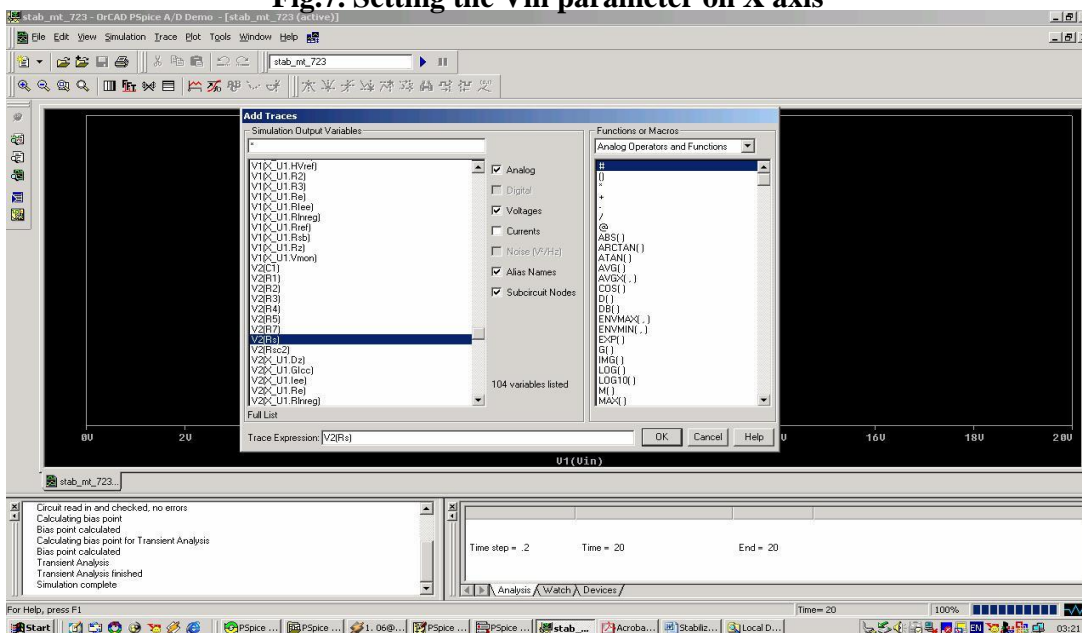 Fig.7. Setting the Vin parameter on X axis
stab_mt_723 - OrCAD PSpice A/D Demo - [stab_mt_723 (active)]
File Edit View Simulation Trace Plot Tools Window Help
stab_mt_723
Add Traces
Simulation Output Variables
*
V1(X_U1.HVref)
V1(X_U1.R2)
V1(X_U1.R3)
V1(X_U1.Re)
V1(X_U1.RIee)
V1(X_U1.RInreg)
V1(X_U1.Rref)
V1(X_U1.Rsb)
V1(X_U1.Rz)
V1(X_U1.Vmon)
V2(C1)
V2(R1)
V2(R2)
V2(R3)
V2(R4)
V2(R5)
V2(R7)
V2(Rs)
V2(Rsc2)
V2(X_U1.Dz)
V2(X_U1.GIcc)
V2(X_U1.Iee)
V2(X_U1.Re)
V2(X_U1.RInreg)
Full List
Analog
Digital
Voltages
Currents
Noise (V²/Hz)
Alias Names
Subcircuit Nodes
104 variables listed
Functions or Macros
Analog Operators and Functions
#
()
*
+
-
/
@
ABS()
ARCTAN()
ATAN()
AVG()
AVGX(,)
COS()
D()
DB()
ENVMAX(,)
ENVMIN(,)
EXP()
G()
IMG()
LOG()
LOG10()
M()
MAX()
Trace Expression: V2(Rs)
OK Cancel Help
0V 2V 16V 18V 20V
V1(Vin)
stab_mt_723...
Circuit read in and checked, no errors
Calculating bias point
Bias point calculated
Calculating bias point for Transient Analysis
Bias point calculated
Transient Analysis
Transient Analysis finished
Simulation complete
Time step = .2 Time = 20 End = 20
Analysis Watch Devices
For Help, press F1 Time= 20 100%
Start PSpice ... PSpice ... 1. 06@... PSpice ... PSpice ... stab_... Acroba... Stabiliz... Local D... EN 03:21